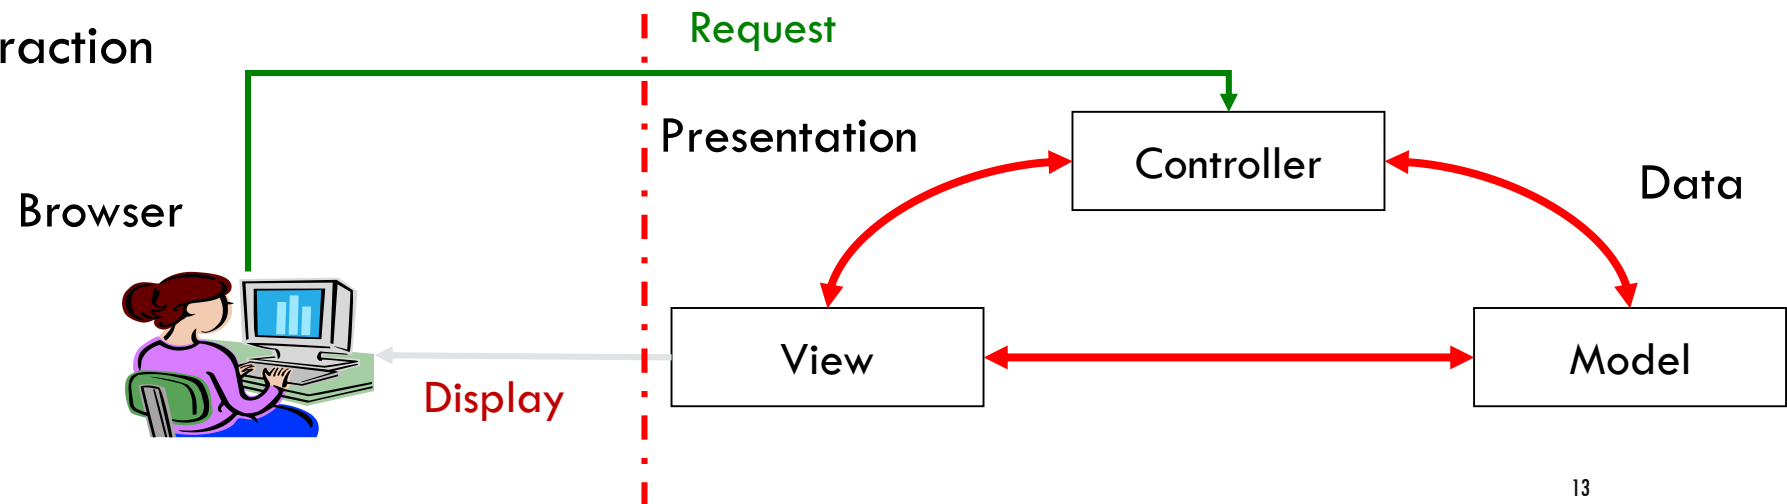 Request
raction
Presentation
Controller
Data
Browser
View
Model
Display
13